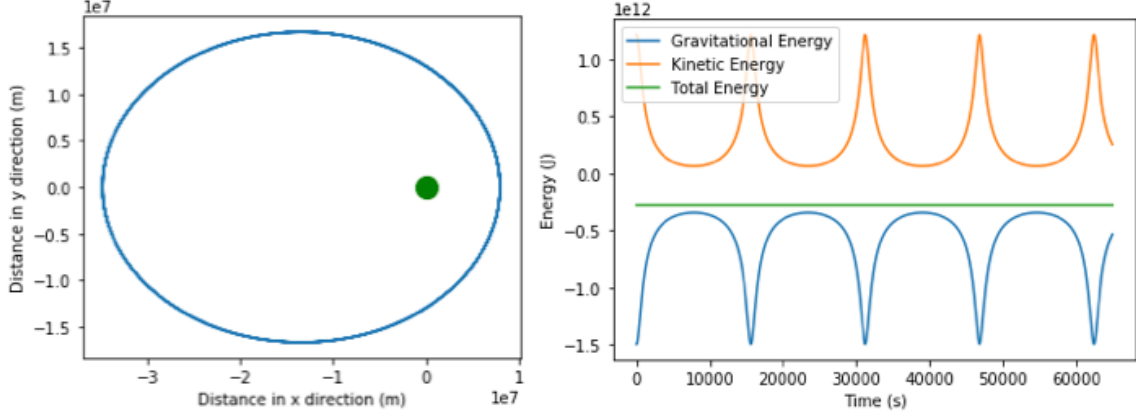 1e7
1.5
1.0
0.5
0.0
−0.5
−1.0
−1.5
Distance in y direction (m)
−3
−2
−1
0
1
1e7
Distance in x direction (m)
1e12
1.0
0.5
0.0
−0.5
−1.0
−1.5
Energy (J)
Gravitational Energy
Kinetic Energy
Total Energy
0
10000
20000
30000
40000
50000
60000
Time (s)